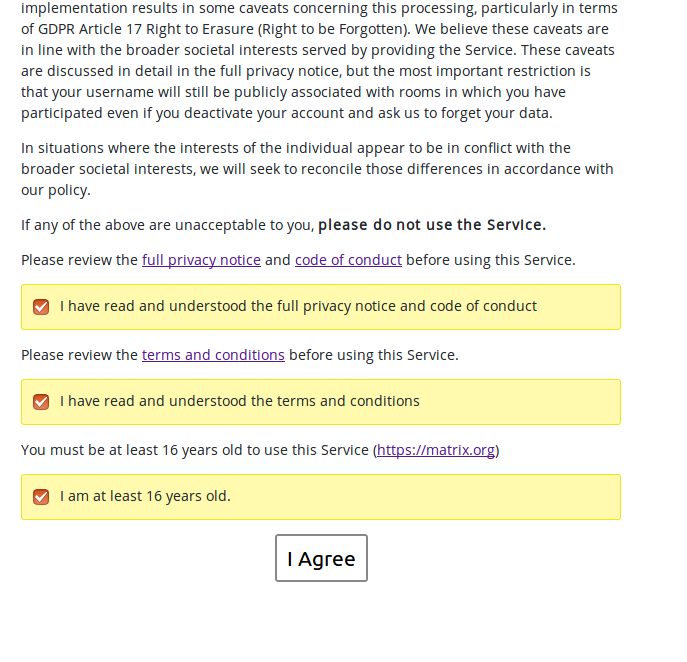 implementation results in some caveats concerning this processing, particularly in terms
of GDPR Article 17 Right to Erasure (Right to be Forgotten). We believe these caveats are
in line with the broader societal interests served by providing the Service. These caveats
are discussed in detail in the full privacy notice, but the most important restriction is
that your username will still be publicly associated with rooms in which you have
participated even if you deactivate your account and ask us to forget your data.
In situations where the interests of the individual appear to be in conflict with the
broader societal interests, we will seek to reconcile those differences in accordance with
our policy.
If any of the above are unacceptable to you, please do not use the Service.
Please review the full privacy notice and code of conduct before using this Service.
I have read and understood the full privacy notice and code of conduct
Please review the terms and conditions before using this Service.
I have read and understood the terms and conditions
You must be at least 16 years old to use this Service (https://matrix.org)
I am at least 16 years old.
I Agree